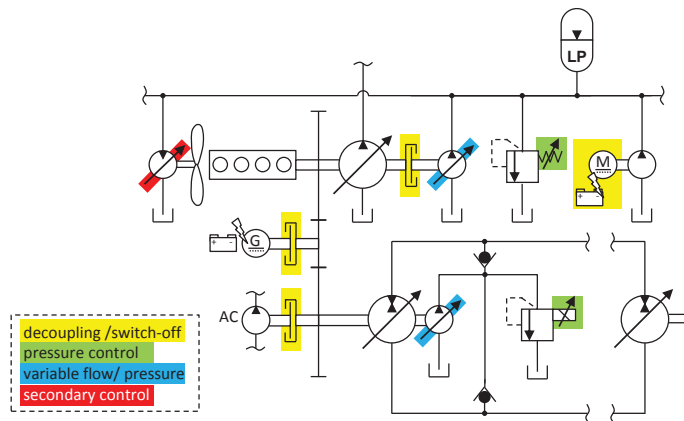 LP
M
+ -
G
+ -
AC
decoupling /switch-off
pressure control
variable flow/ pressure
secondary control